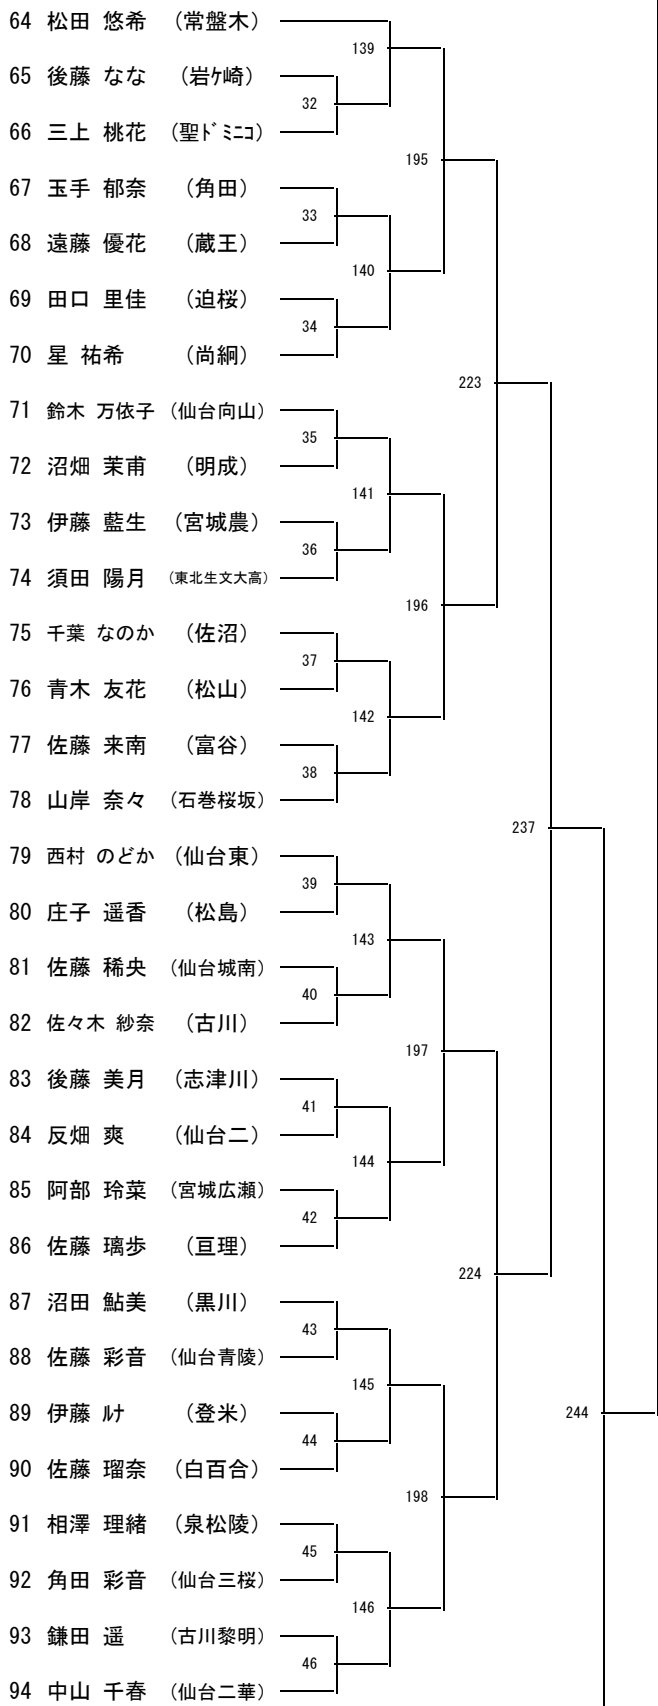 64 松田 悠希 （常盤木）
139
65 後藤 なな （岩ケ崎）
32
66 三上 桃花 （聖ドミニコ）
195
67 玉手 郁奈 （角田）
33
68 遠藤 優花 （蔵王）
140
69 田口 里佳 （迫桜）
34
70 星 祐希 （尚絅）
223
71 鈴木 万依子 （仙台向山）
35
72 沼畑 茉甫 （明成）
141
73 伊藤 藍生 （宮城農）
36
74 須田 陽月 （東北生文大高）
196
75 千葉 なのか （佐沼）
37
76 青木 友花 （松山）
142
77 佐藤 来南 （富谷）
38
78 山岸 奈々 （石巻桜坂）
237
79 西村 のどか （仙台東）
39
80 庄子 遥香 （松島）
143
81 佐藤 稀央 （仙台城南）
40
82 佐々木 紗奈 （古川）
197
83 後藤 美月 （志津川）
41
84 反畑 爽 （仙台二）
144
85 阿部 玲菜 （宮城広瀬）
42
86 佐藤 璃歩 （亘理）
224
87 沼田 鮎美 （黒川）
43
88 佐藤 彩音 （仙台青陵）
145
89 伊藤 ルナ （登米）
244
44
90 佐藤 瑠奈 （白百合）
198
91 相澤 理緒 （泉松陵）
45
92 角田 彩音 （仙台三桜）
146
93 鎌田 遥 （古川黎明）
46
94 中山 千春 （仙台二華）